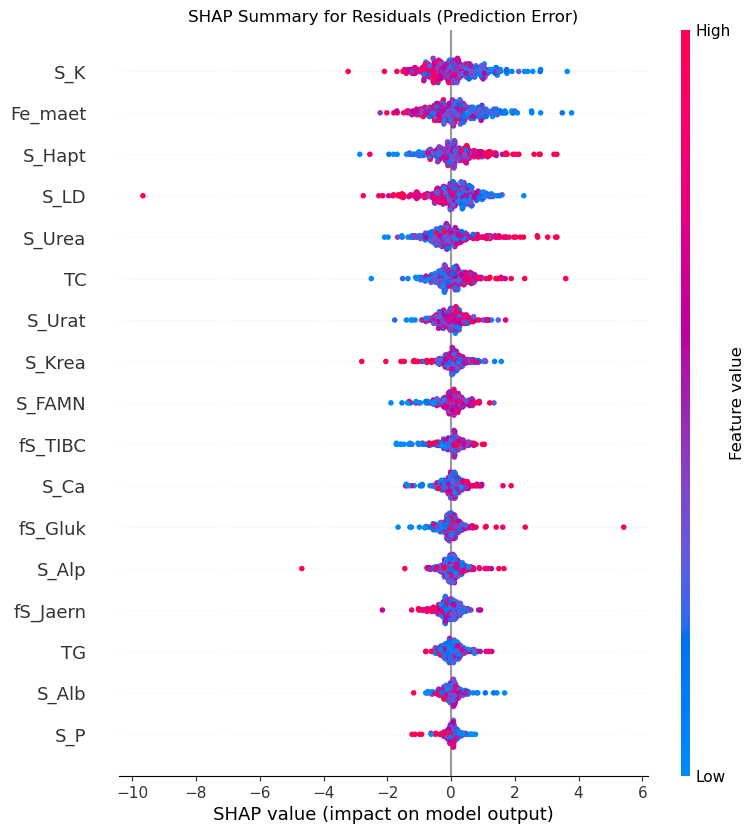 SHAP Summary for Residuals (Prediction Error)
High
S_K
Fe_maet
S_Hapt
S_LD
S_Urea
TC
S_Urat
S_Krea
S_FAMN
fS_TIBC
S_Ca
fS_Gluk
S_Alp
fS_Jaern
TG
S_Alb
S_P
Feature value
Low
−10 −8 −6 −4 −2 0 2 4 6
SHAP value (impact on model output)